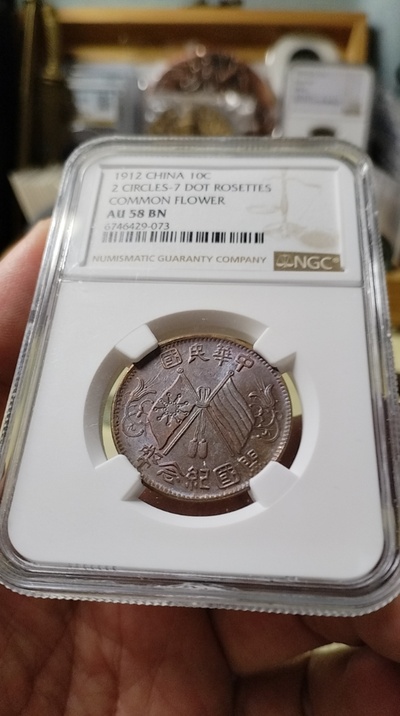 1912 CHINA 10C
2 CIRCLES-7 DOT ROSETTES
COMMON FLOWER
AU 58 BN
6746429-073
NUMISMATIC GUARANTY COMPANY NGC
國民華中
開國紀念幣